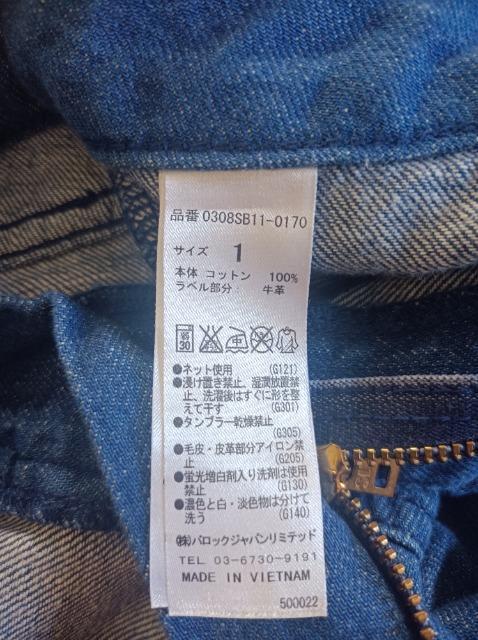 品番 0308SB11-0170
サイズ 1
本体 コットン 100%
ラベル部分: 牛革
弱 30
●ネット使用 (G121)
●浸け置き禁止、湿潤放置禁
止、洗濯後はすぐに形を整
えて干す (G301)
●タンブラー乾燥禁止
(G305)
●毛皮・皮革部分アイロン禁
止 (G205)
●蛍光増白剤入り洗剤は使用
禁止 (G130)
●濃色と白・淡色物は分けて
洗う (G140)
㈱バロックジャパンリミテッド
TEL 03-6730-9191
MADE IN VIETNAM
500022